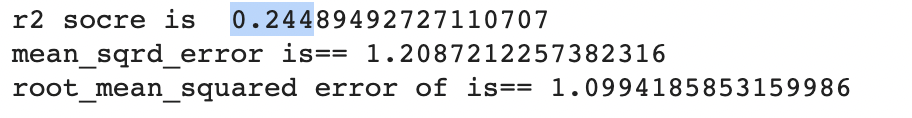 r2 socre is  0.24489492727110707
mean_sqrd_error is== 1.2087212257382316
root_mean_squared error of is== 1.0994185853159986